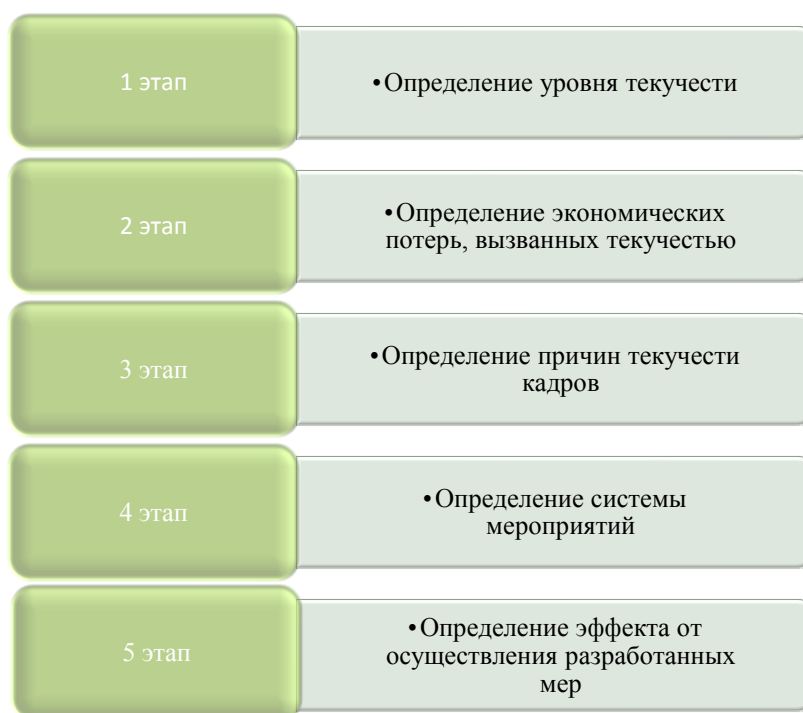 1 этап
•Определение уровня текучести
2 этап
•Определение экономических
потерь, вызванных текучестью
3 этап
•Определение причин текучести
кадров
4 этап
•Определение системы
мероприятий
5 этап
•Определение эффекта от
осуществления разработанных
мер